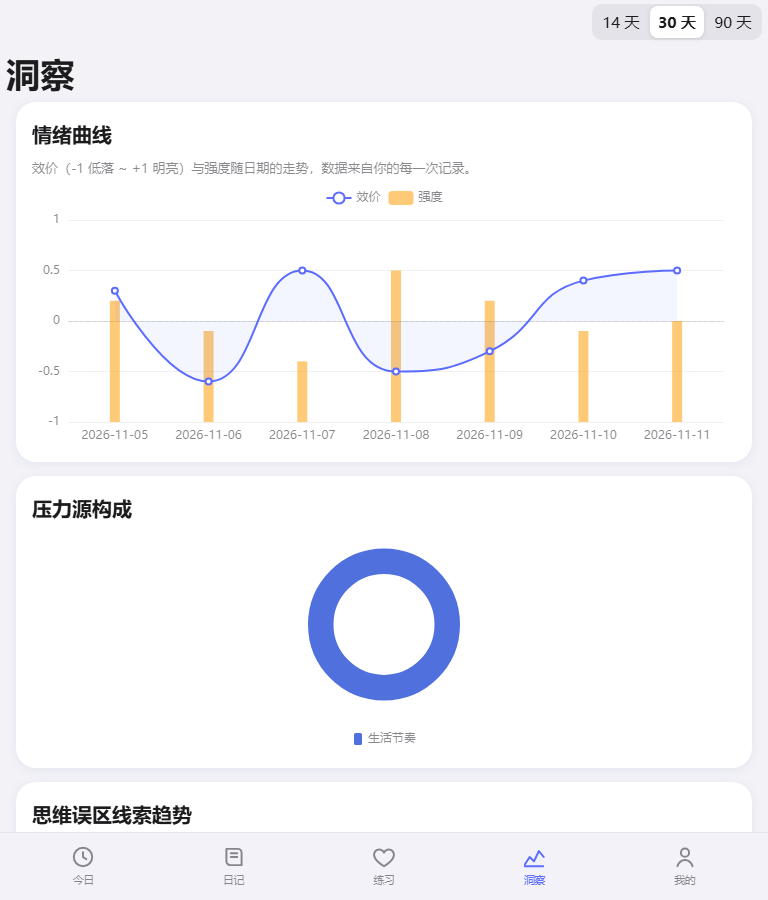 14 天 30 天 90 天
洞察
情绪曲线
效价（-1 低落 ~ +1 明亮）与强度随日期的走势，数据来自你的每一次记录。
效价 强度
1
0.5
0
-0.5
-1
2026-11-05 2026-11-06 2026-11-07 2026-11-08 2026-11-09 2026-11-10 2026-11-11
压力源构成
生活节奏
思维误区线索趋势
今日 日记 练习 洞察 我的